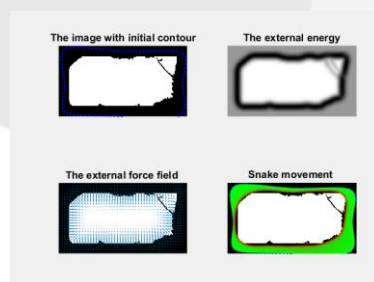 The image with initial contour
The external energy
The external force field
Snake movement